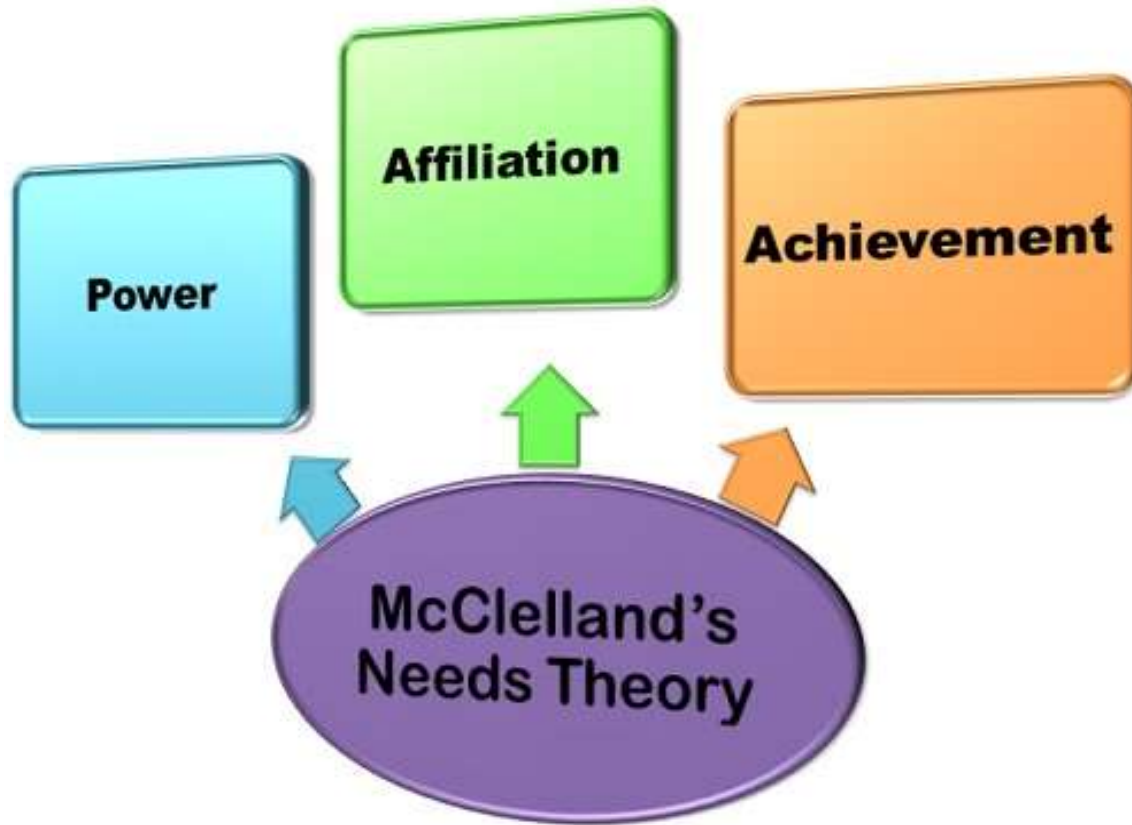 Affiliation
Achievement
Power
McClelland's
Needs Theory